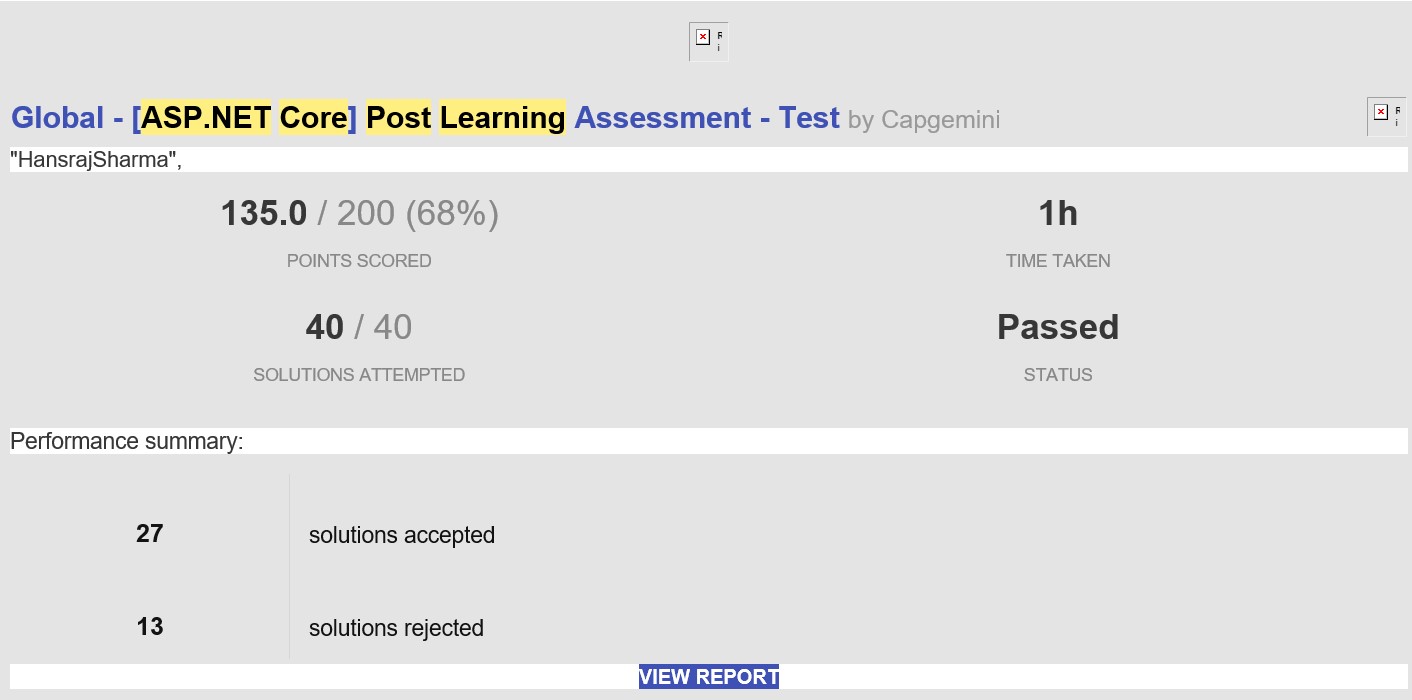 Global - [ASP.NET Core] Post Learning Assessment - Test by Capgemini
"HansrajSharma",
135.0 / 200 (68%)
1h
POINTS SCORED
TIME TAKEN
40 / 40
Passed
SOLUTIONS ATTEMPTED
STATUS
Performance summary:
27
solutions accepted
13
solutions rejected
VIEW REPORT